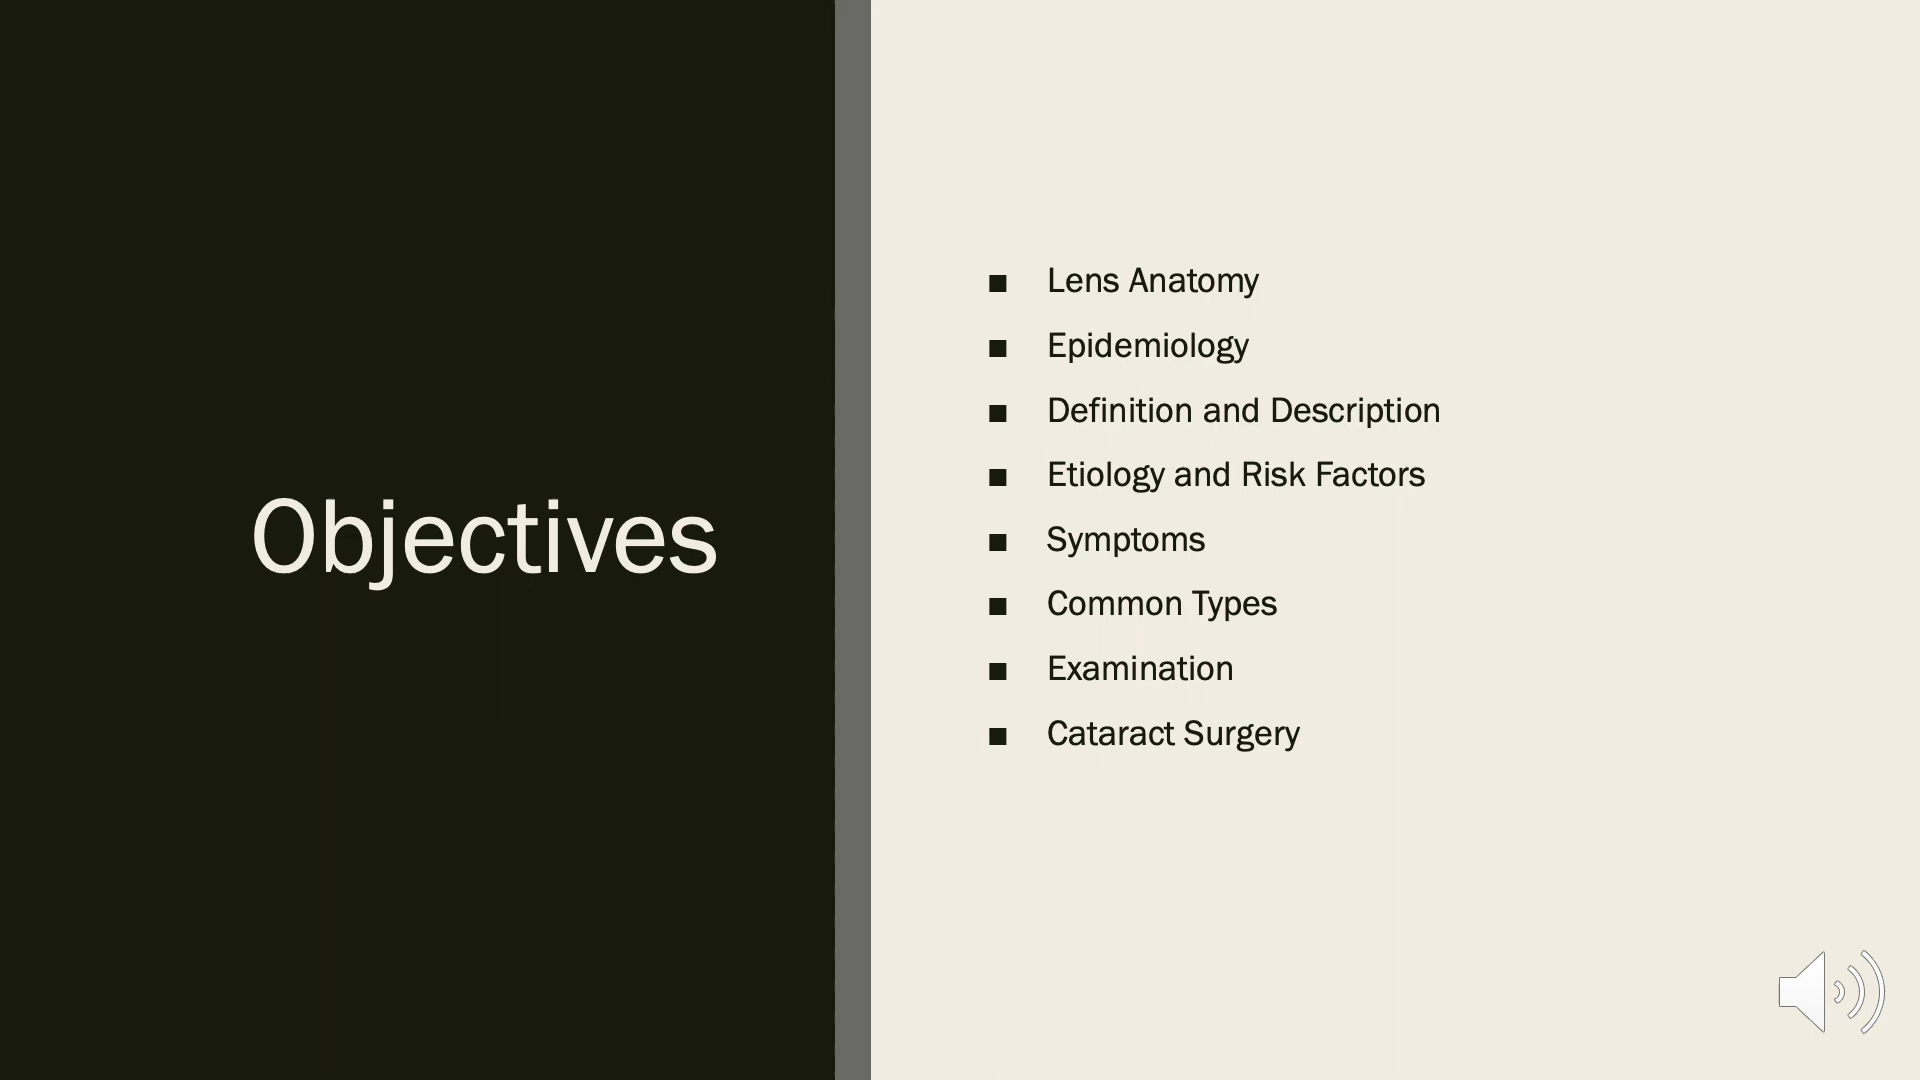 Objectives
■ Lens Anatomy
■ Epidemiology
■ Definition and Description
■ Etiology and Risk Factors
■ Symptoms
■ Common Types
■ Examination
■ Cataract Surgery